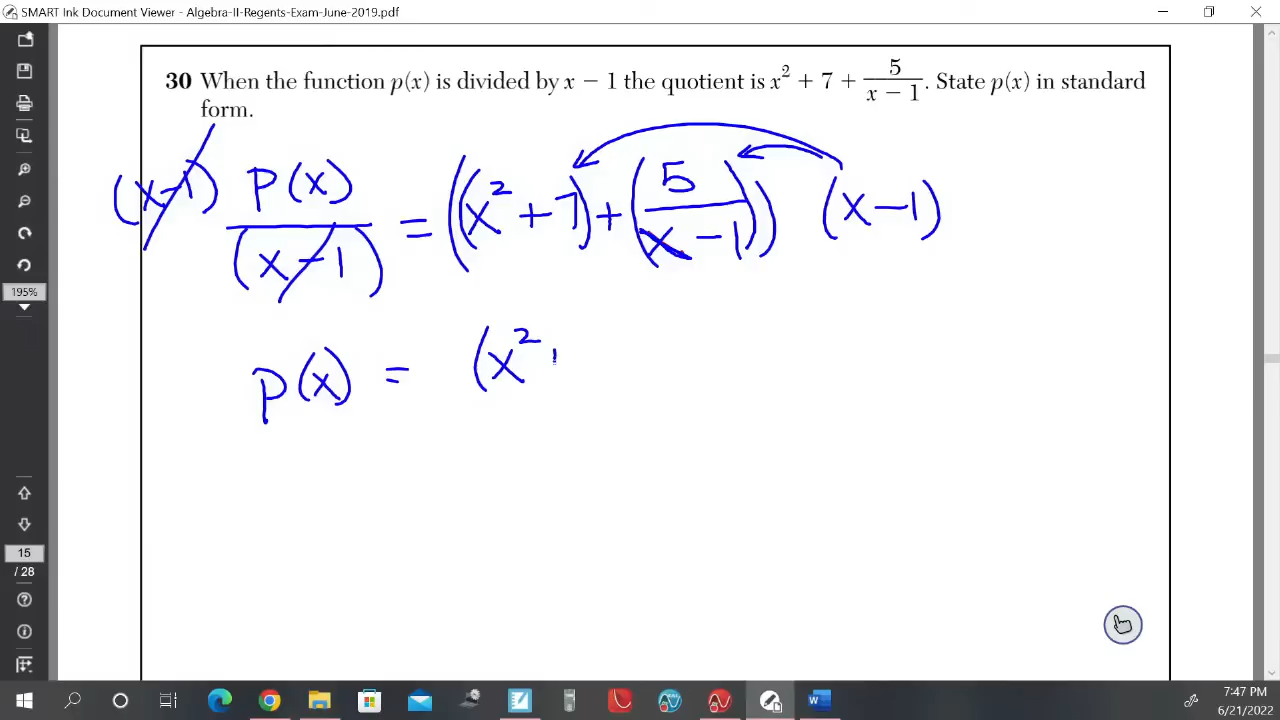 SMART Ink Document Viewer - Algebra-II-Regents-Exam-June-2019.pdf
30 When the function p(x) is divided by x − 1 the quotient is x² + 7 + 5/(x − 1). State p(x) in standard
form.
(x-1) P(x)/(x-1) = ((x² + 7) + (5/(x-1))) (x-1)
p(x) = (x²
195%
15
/ 28
7:47 PM
6/21/2022